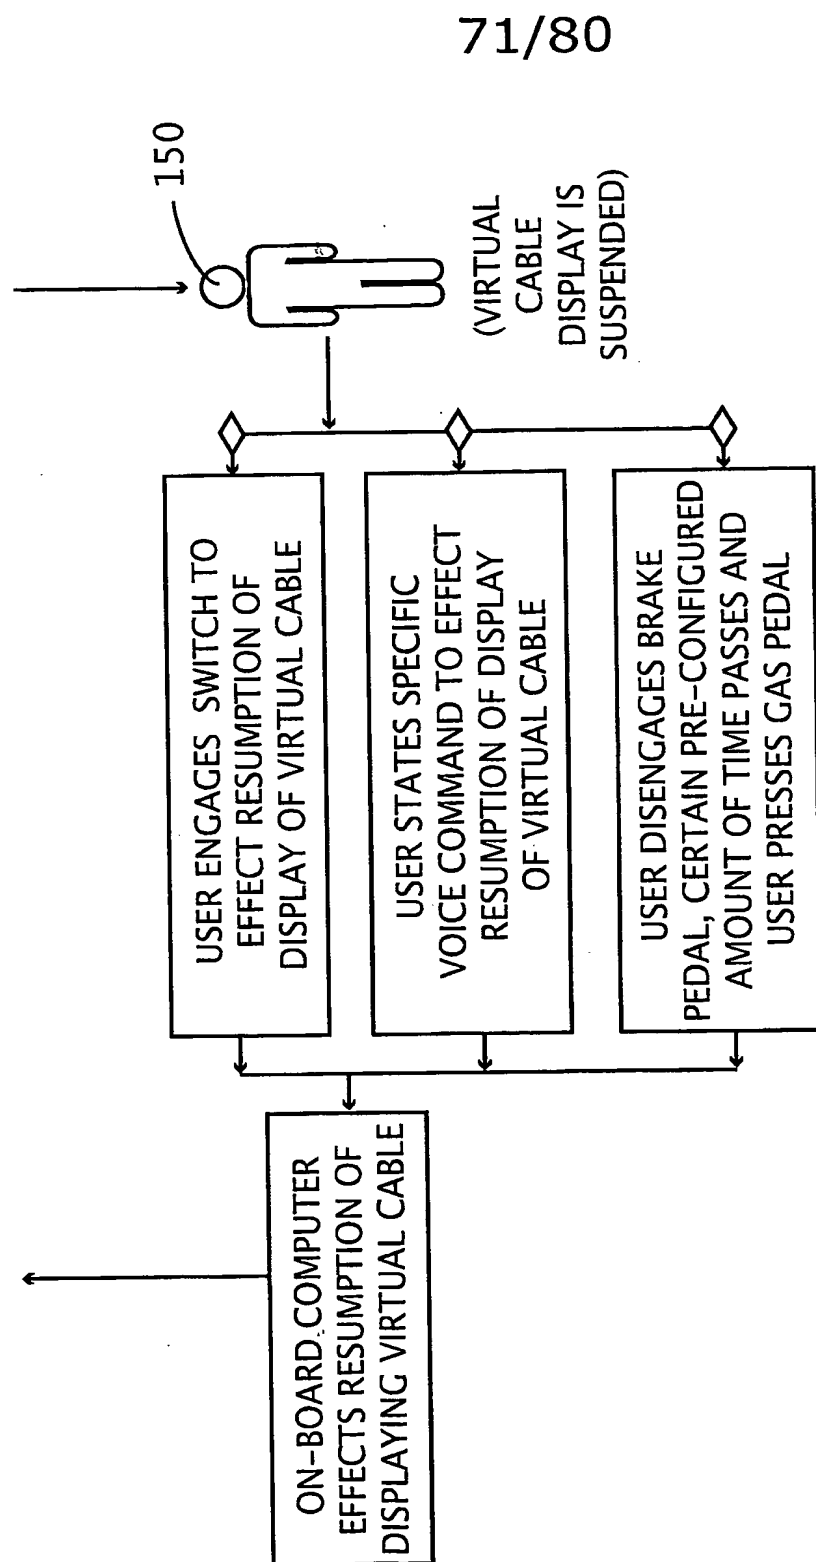 71/80
150
(VIRTUAL
CABLE
DISPLAY IS
SUSPENDED)
USER ENGAGES SWITCH TO
EFFECT RESUMPTION OF
DISPLAY OF VIRTUAL CABLE
USER STATES SPECIFIC
VOICE COMMAND TO EFFECT
RESUMPTION OF DISPLAY
OF VIRTUAL CABLE
USER DISENGAGES BRAKE
PEDAL, CERTAIN PRE-CONFIGURED
AMOUNT OF TIME PASSES AND
USER PRESSES GAS PEDAL
ON-BOARD COMPUTER
EFFECTS RESUMPTION OF
DISPLAYING VIRTUAL CABLE